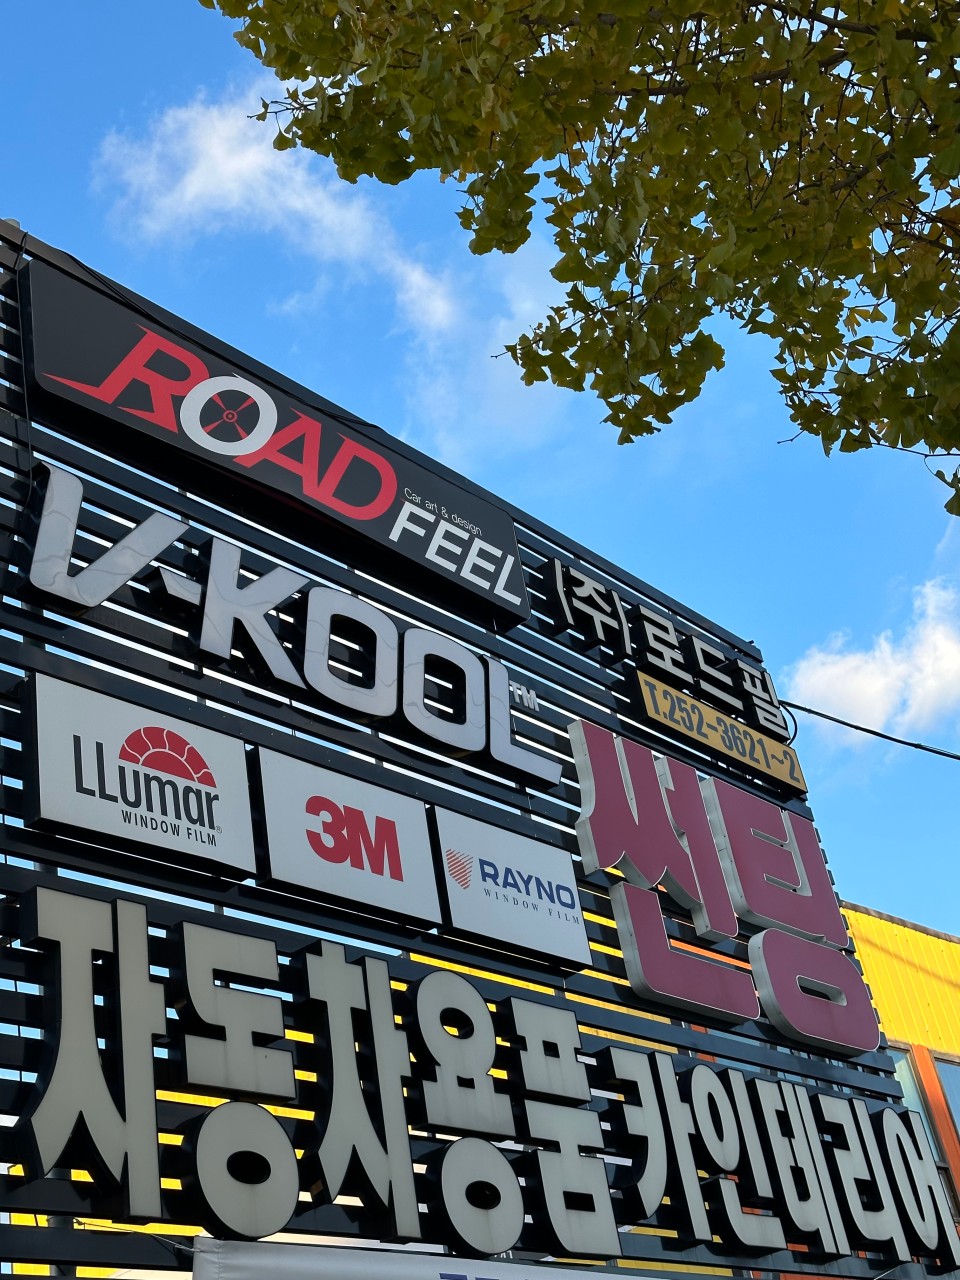 ROAD
Car art & design
FEEL
(주)로드필
T.252-3621~2
V-KOOL™
썬팅
LLumar
WINDOW FILM
3M
RAYNO
WINDOW FILM
자동차용품카인테리어